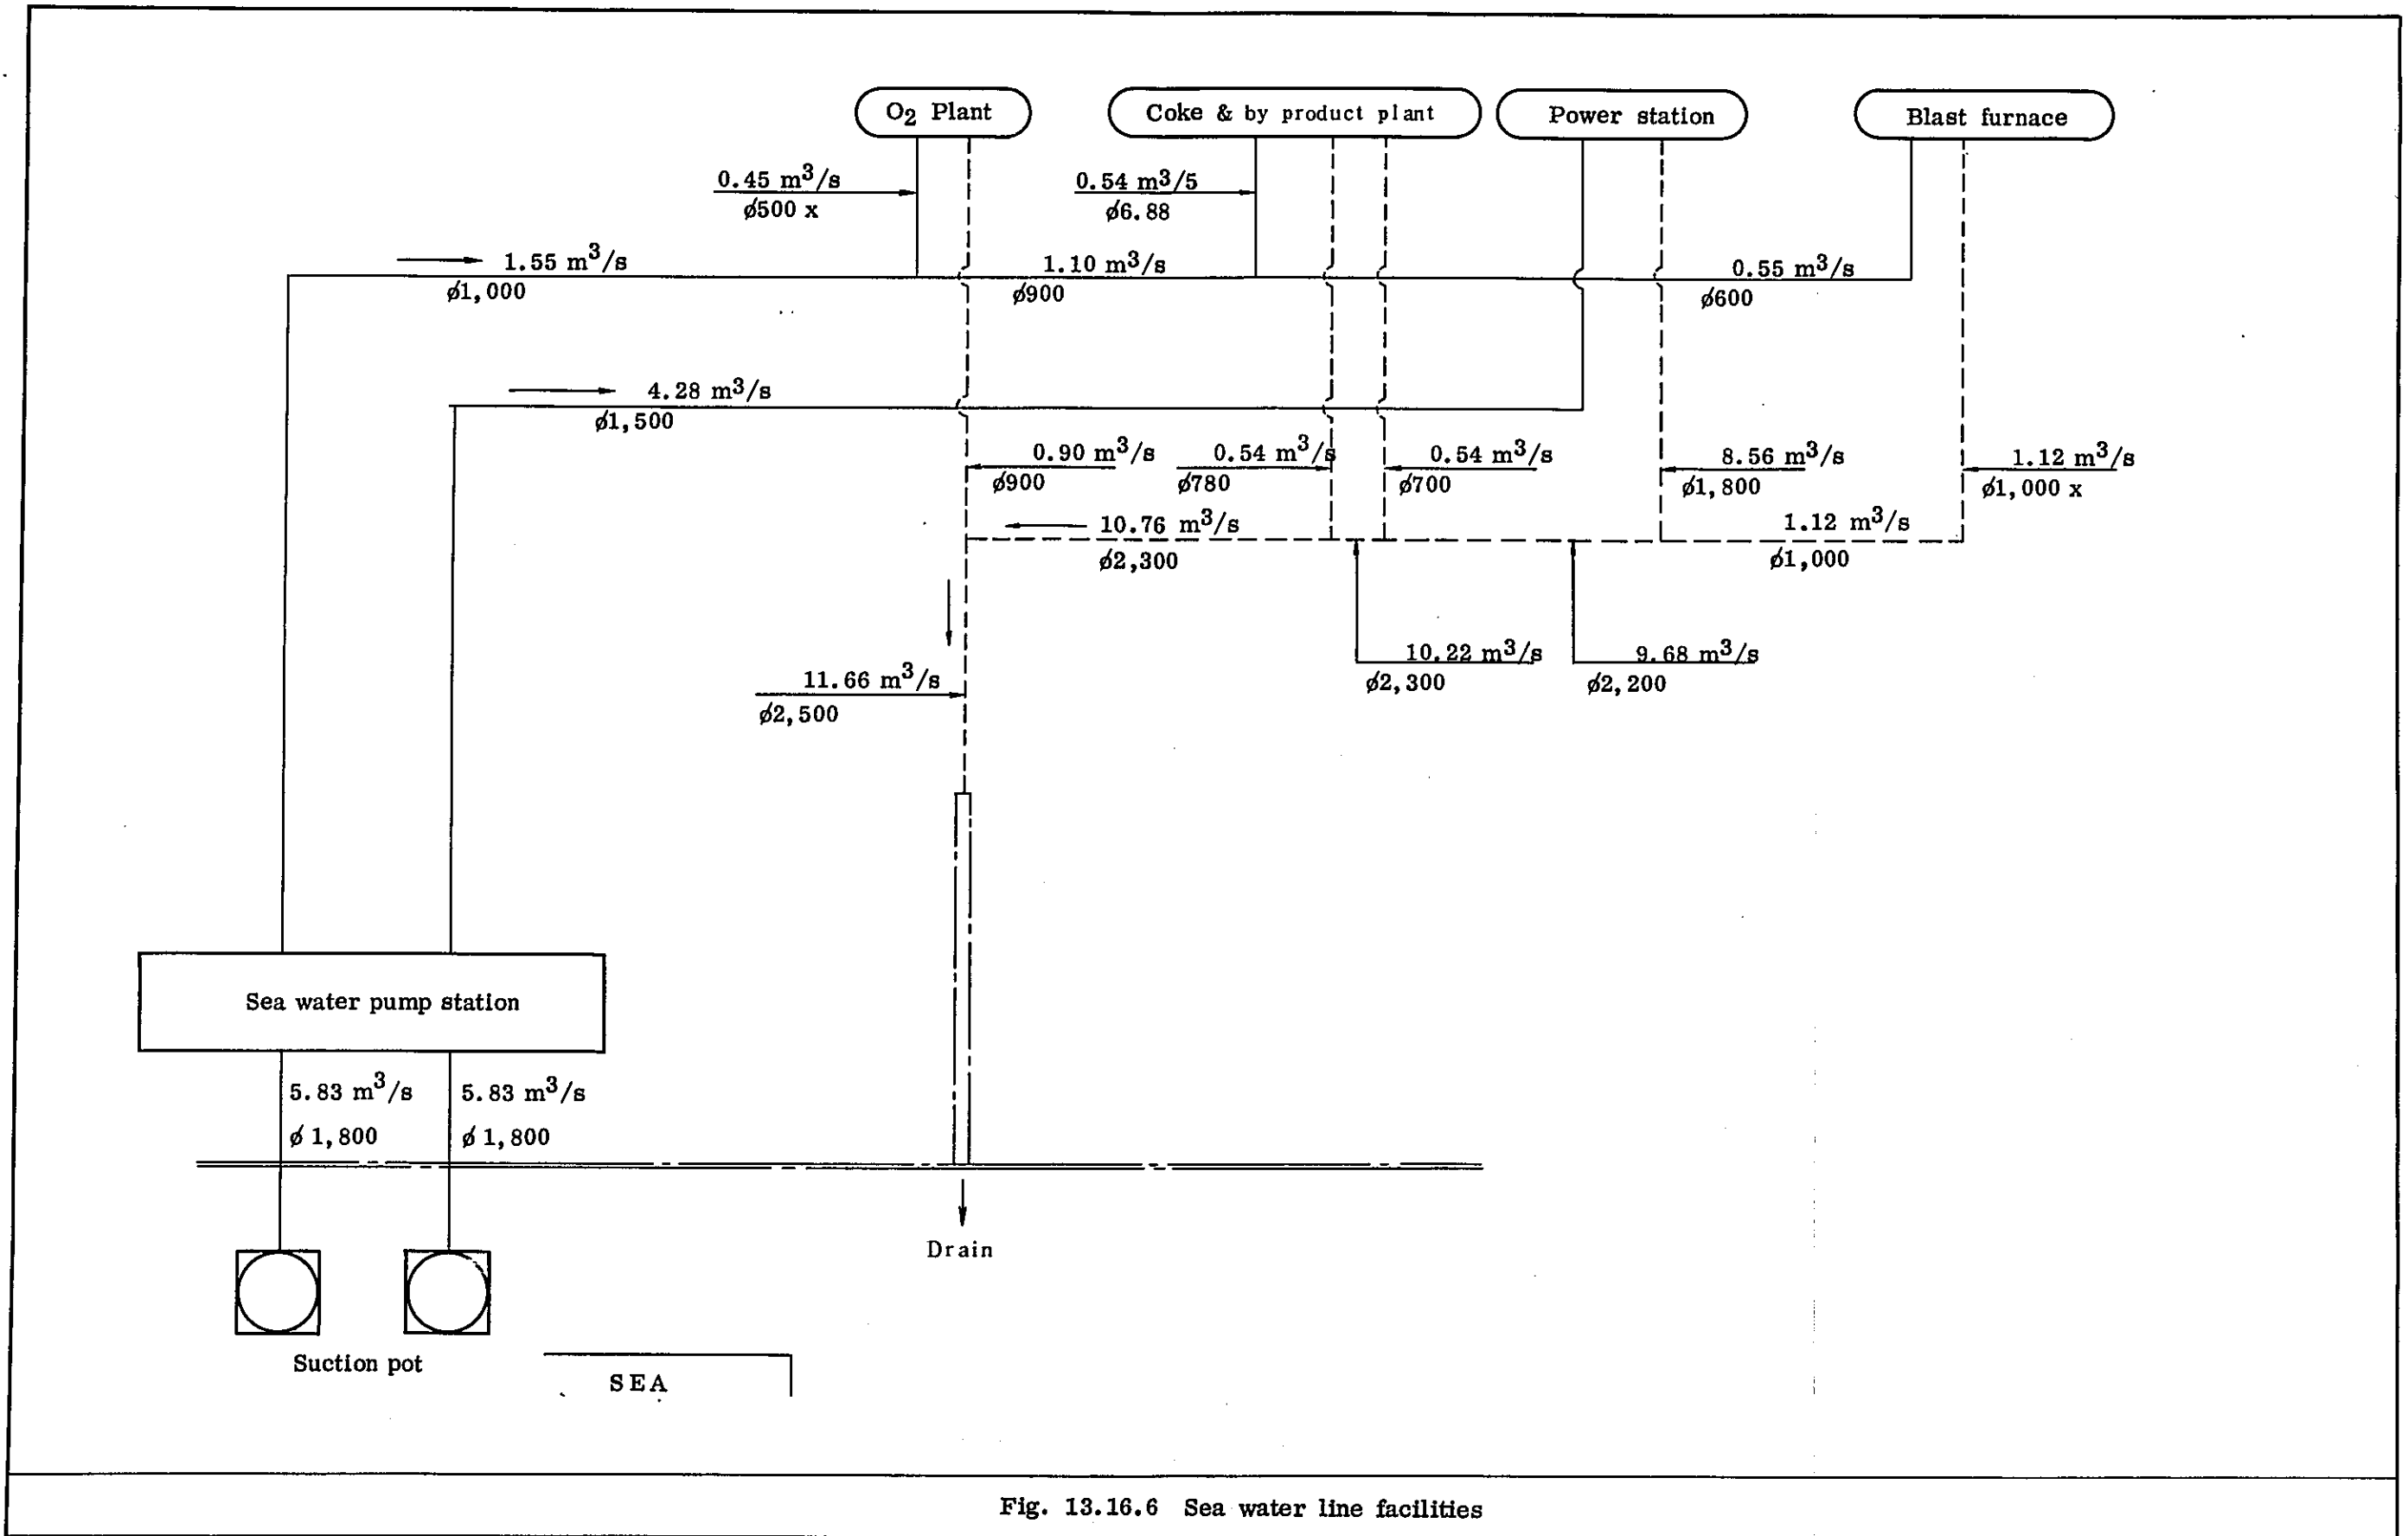 O2 Plant
Coke & by product plant
Power station
Blast furnace
0.45 m3/s
ø500 x
0.54 m3/5
ø6.88
1.55 m3/s
ø1,000
1.10 m3/s
ø900
0.55 m3/s
ø600
4.28 m3/s
ø1,500
0.90 m3/s
ø900
0.54 m3/s
ø780
0.54 m3/s
ø700
8.56 m3/s
ø1,800
1.12 m3/s
ø1,000 x
10.76 m3/s
ø2,300
1.12 m3/s
ø1,000
10.22 m3/s
ø2,300
9.68 m3/s
ø2,200
11.66 m3/s
ø2,500
Sea water pump station
5.83 m3/s
ø 1,800
5.83 m3/s
ø 1,800
Drain
Suction pot
SEA
Fig. 13.16.6 Sea water line facilities